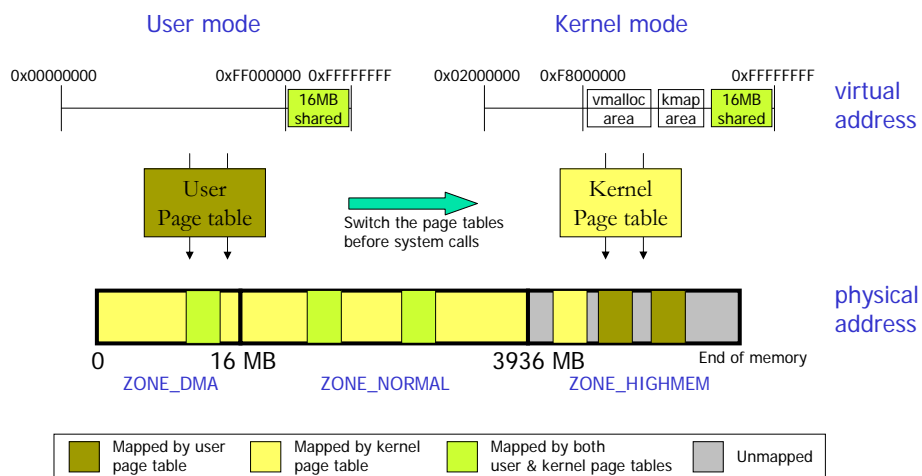 User mode
Kernel mode
0x00000000
0xFF000000
0xFFFFFFFF
0x02000000
0xF8000000
0xFFFFFFFF
16MB
shared
vmalloc
area
kmap
area
16MB
shared
virtual
address
User
Page table
Switch the page tables
before system calls
Kernel
Page table
physical
address
0
16 MB
3936 MB
End of memory
ZONE_DMA
ZONE_NORMAL
ZONE_HIGHMEM
Mapped by user
page table
Mapped by kernel
page table
Mapped by both
user & kernel page tables
Unmapped